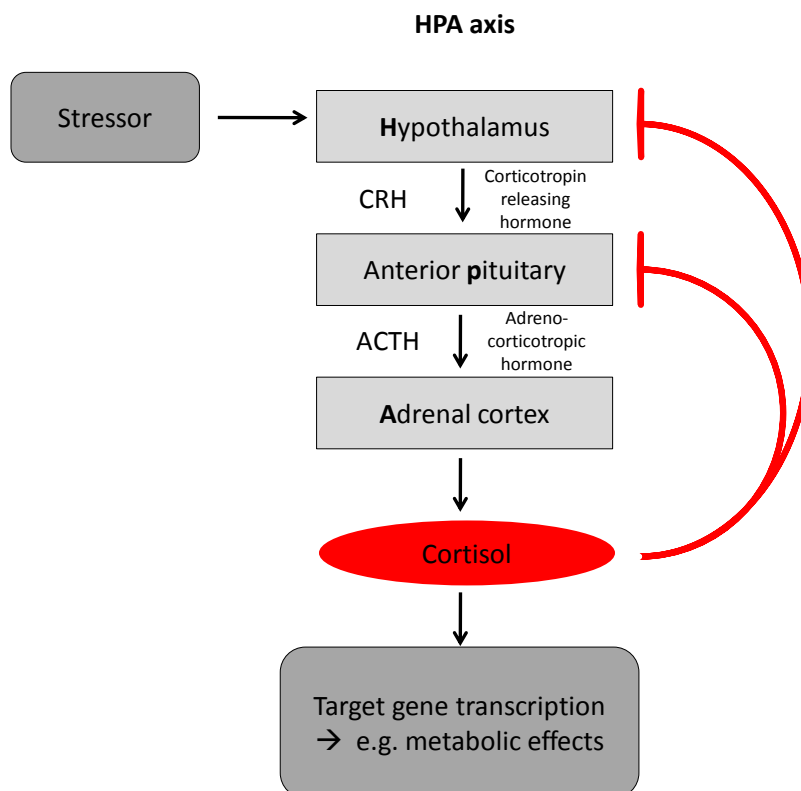 HPA axis
Stressor
Hypothalamus
CRH
Corticotropin
releasing
hormone
Anterior pituitary
ACTH
Adreno-
corticotropic
hormone
Adrenal cortex
Cortisol
Target gene transcription
→ e.g. metabolic effects